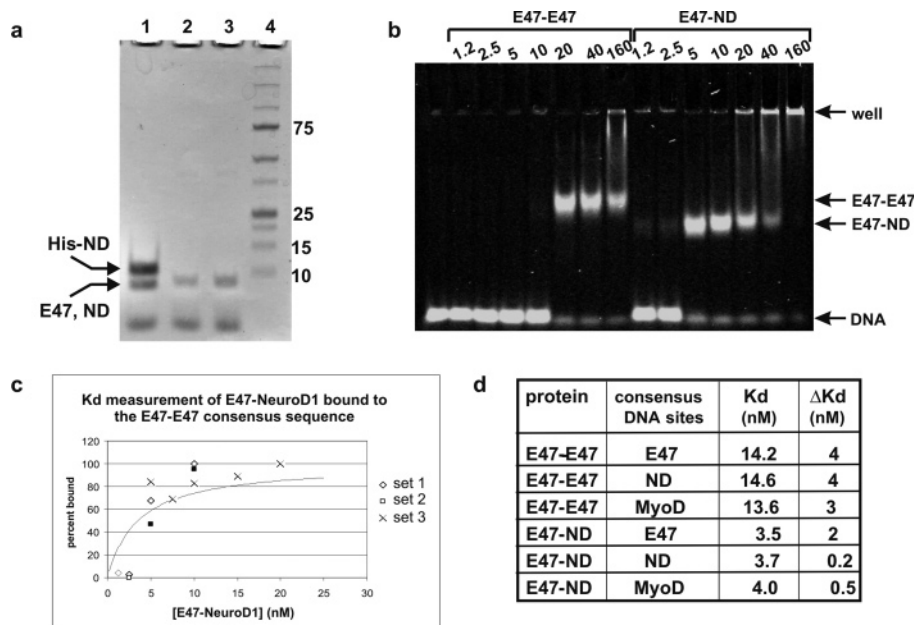 a
1 2 3 4
75
25
15
10
His-ND
E47, ND
b
E47-E47 E47-ND
1.2 2.5 5 10 20 40 160 1.2 2.5 5 10 20 40 160
well
E47-E47
E47-ND
DNA
c
Kd measurement of E47-NeuroD1 bound to
the E47-E47 consensus sequence
percent bound
120
100
80
60
40
20
0
0 5 10 15 20 25 30
[E47-NeuroD1] (nM)
set 1
set 2
set 3
d
protein consensus DNA sites Kd (nM) ΔKd (nM)
E47-E47 E47 14.2 4
E47-E47 ND 14.6 4
E47-E47 MyoD 13.6 3
E47-ND E47 3.5 2
E47-ND ND 3.7 0.2
E47-ND MyoD 4.0 0.5